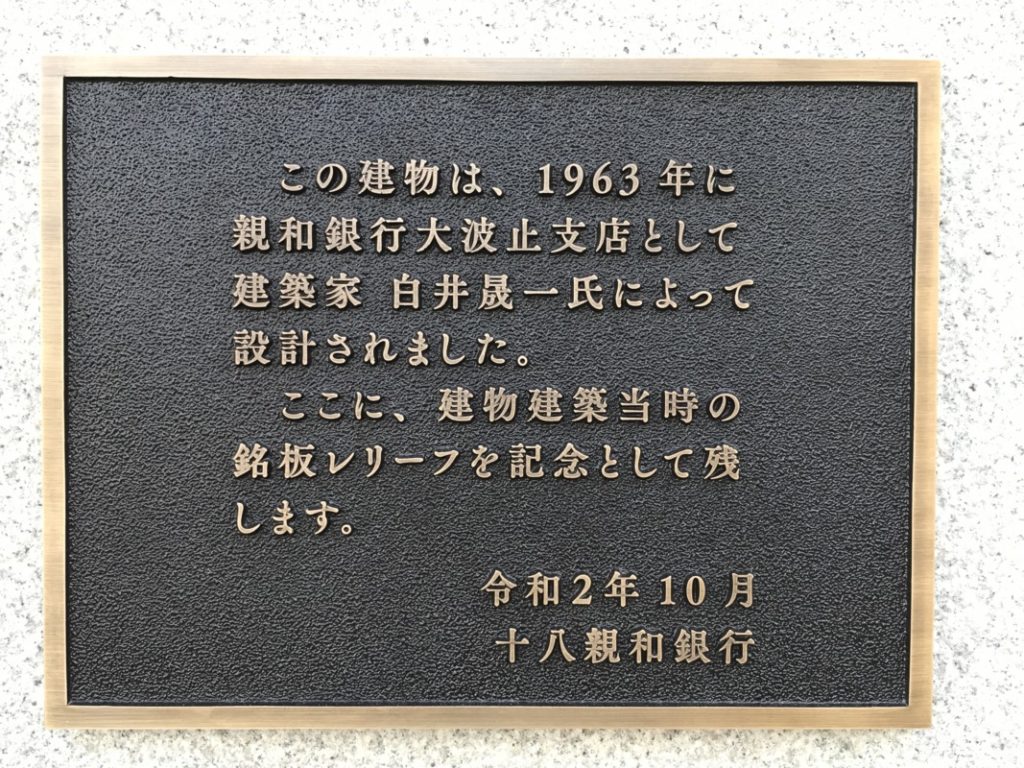 この建物は、1963年に
親和銀行大波止支店として
建築家 白井晟一氏によって
設計されました。
ここに、建物建築当時の
銘板レリーフを記念として残
します。
令和2年10月
十八親和銀行